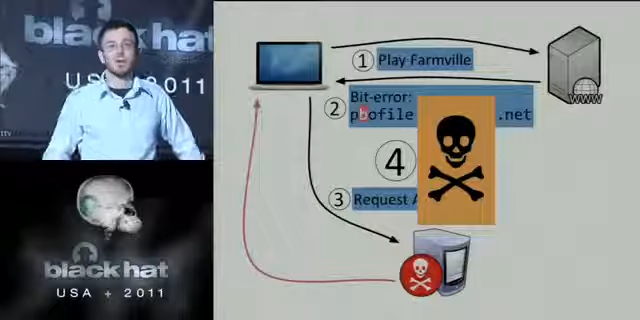 black hat
USA 2011
black hat
USA + 2011
1 Play Farmville
Bit-error:
2 pbofile .net
4
3 Request A
WWW